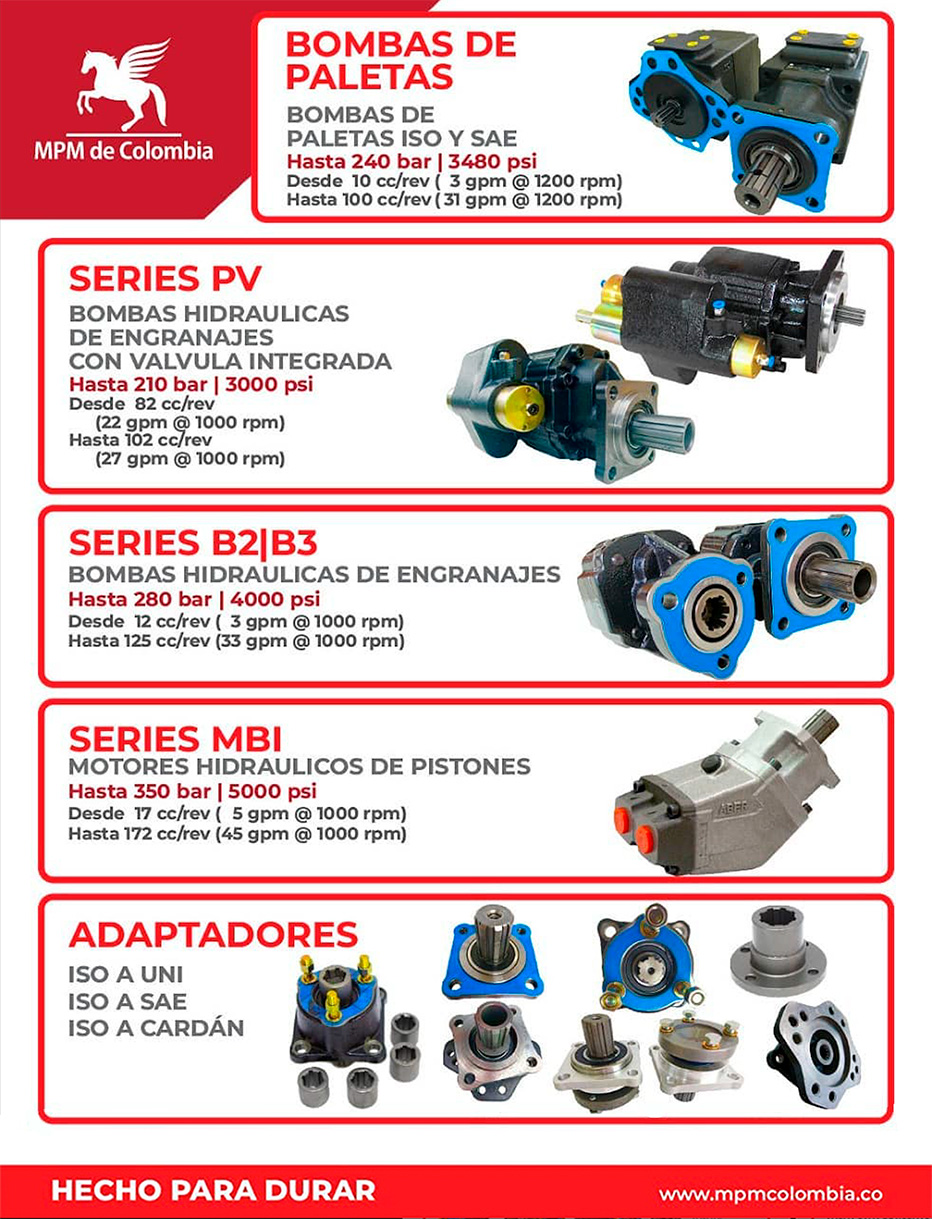 MPM de Colombia
BOMBAS DE
PALETAS
BOMBAS DE
PALETAS ISO Y SAE
Hasta 240 bar | 3480 psi
Desde 10 cc/rev ( 3 gpm @ 1200 rpm)
Hasta 100 cc/rev ( 31 gpm @ 1200 rpm)
SERIES PV
BOMBAS HIDRAULICAS
DE ENGRANAJES
CON VALVULA INTEGRADA
Hasta 210 bar | 3000 psi
Desde 82 cc/rev
(22 gpm @ 1000 rpm)
Hasta 102 cc/rev
(27 gpm @ 1000 rpm)
SERIES B2|B3
BOMBAS HIDRAULICAS DE ENGRANAJES
Hasta 280 bar | 4000 psi
Desde 12 cc/rev ( 3 gpm @ 1000 rpm)
Hasta 125 cc/rev (33 gpm @ 1000 rpm)
SERIES MBI
MOTORES HIDRAULICOS DE PISTONES
Hasta 350 bar | 5000 psi
Desde 17 cc/rev ( 5 gpm @ 1000 rpm)
Hasta 172 cc/rev (45 gpm @ 1000 rpm)
ABER
ADAPTADORES
ISO A UNI
ISO A SAE
ISO A CARDÁN
HECHO PARA DURAR
www.mpmcolombia.co